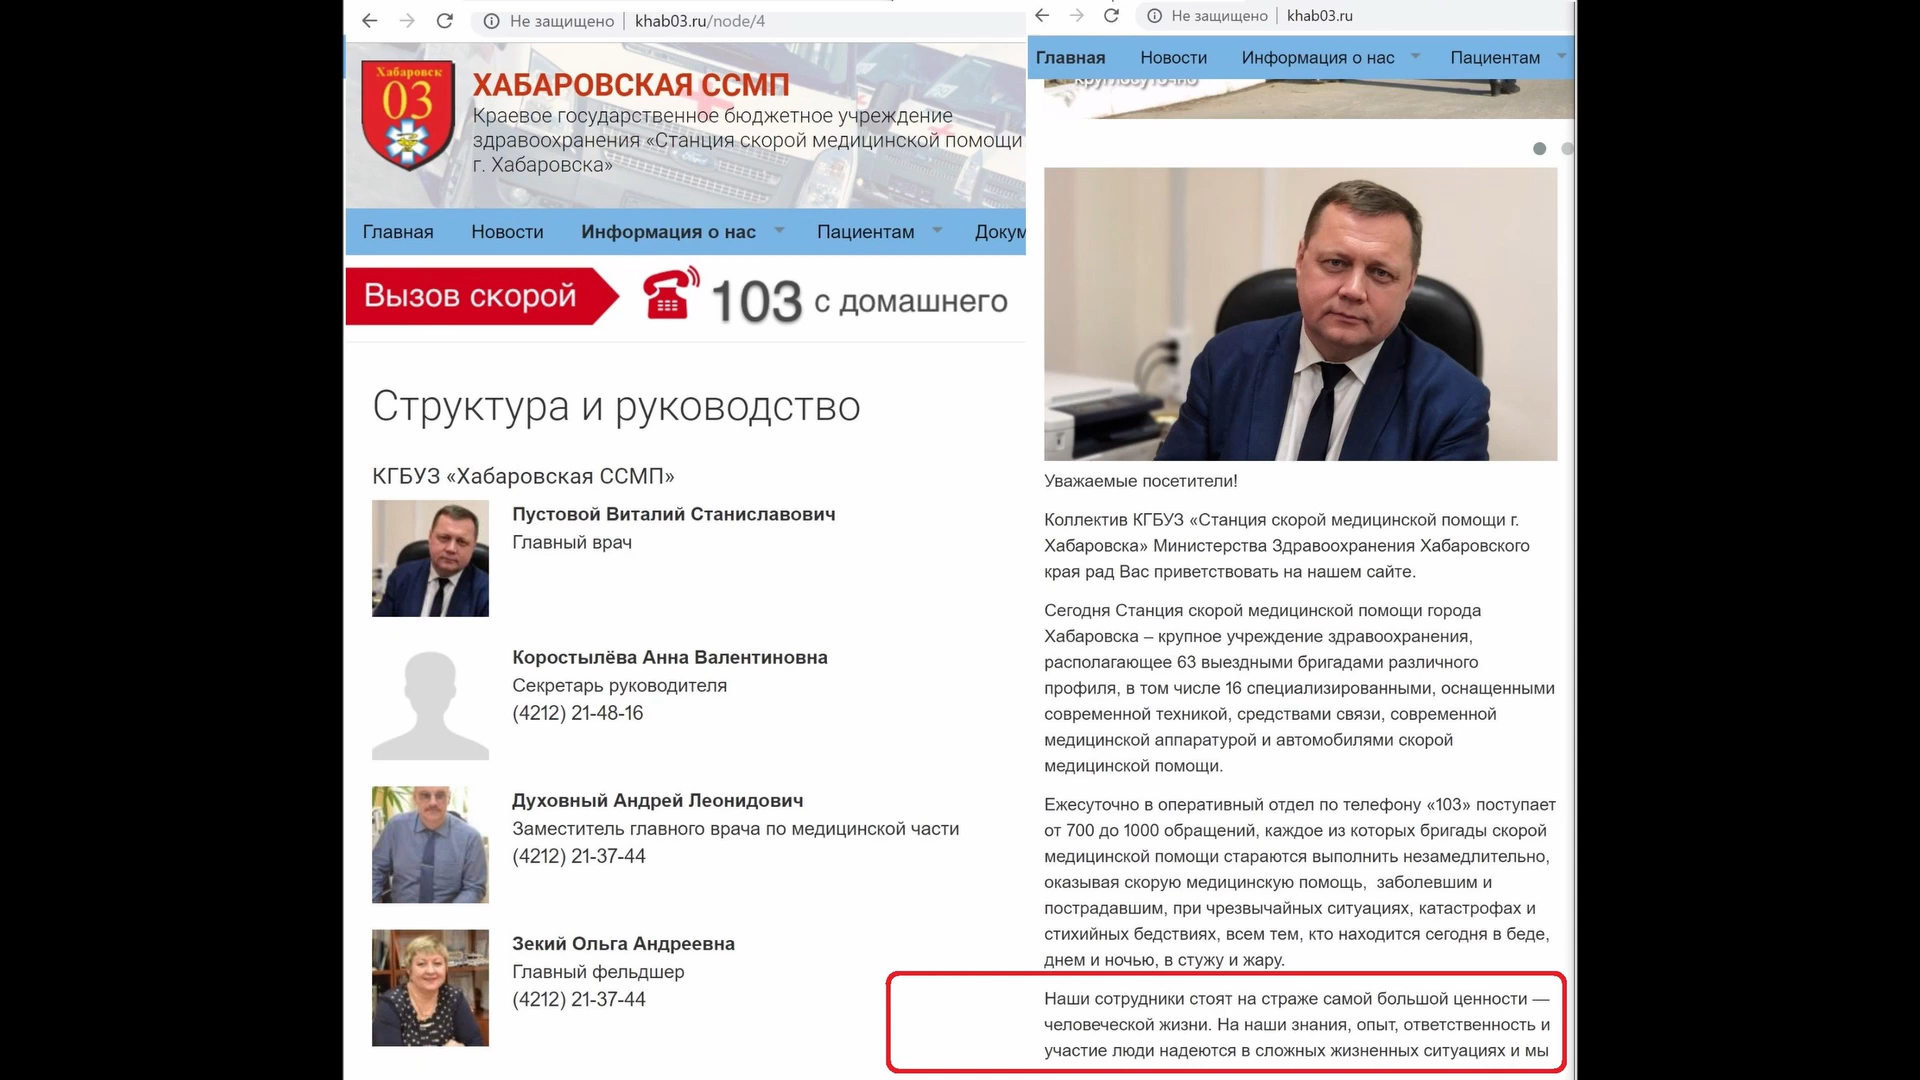 Не защищено
khab03.ru/node/4
Хабаровск
03
ХАБАРОВСКАЯ ССМП
Краевое государственное бюджетное учреждение
здравоохранения «Станция скорой медицинской помощи
г. Хабаровска»
Главная
Новости
Информация о нас
Пациентам
Докум
Вызов скорой
103 с домашнего
Структура и руководство
КГБУЗ «Хабаровская ССМП»
Пустовой Виталий Станиславович
Главный врач
Коростылёва Анна Валентиновна
Секретарь руководителя
(4212) 21-48-16
Духовный Андрей Леонидович
Заместитель главного врача по медицинской части
(4212) 21-37-44
Зекий Ольга Андреевна
Главный фельдшер
(4212) 21-37-44
Не защищено
khab03.ru
Главная
Новости
Информация о нас
Пациентам
круглосуточно
Уважаемые посетители!
Коллектив КГБУЗ «Станция скорой медицинской помощи г.
Хабаровска» Министерства Здравоохранения Хабаровского
края рад Вас приветствовать на нашем сайте.
Сегодня Станция скорой медицинской помощи города
Хабаровска – крупное учреждение здравоохранения,
располагающее 63 выездными бригадами различного
профиля, в том числе 16 специализированными, оснащенными
современной техникой, средствами связи, современной
медицинской аппаратурой и автомобилями скорой
медицинской помощи.
Ежесуточно в оперативный отдел по телефону «103» поступает
от 700 до 1000 обращений, каждое из которых бригады скорой
медицинской помощи стараются выполнить незамедлительно,
оказывая скорую медицинскую помощь,  заболевшим и
пострадавшим, при чрезвычайных ситуациях, катастрофах и
стихийных бедствиях, всем тем, кто находится сегодня в беде,
днем и ночью, в стужу и жару.
Наши сотрудники стоят на страже самой большой ценности —
человеческой жизни. На наши знания, опыт, ответственность и
участие люди надеются в сложных жизненных ситуациях и мы